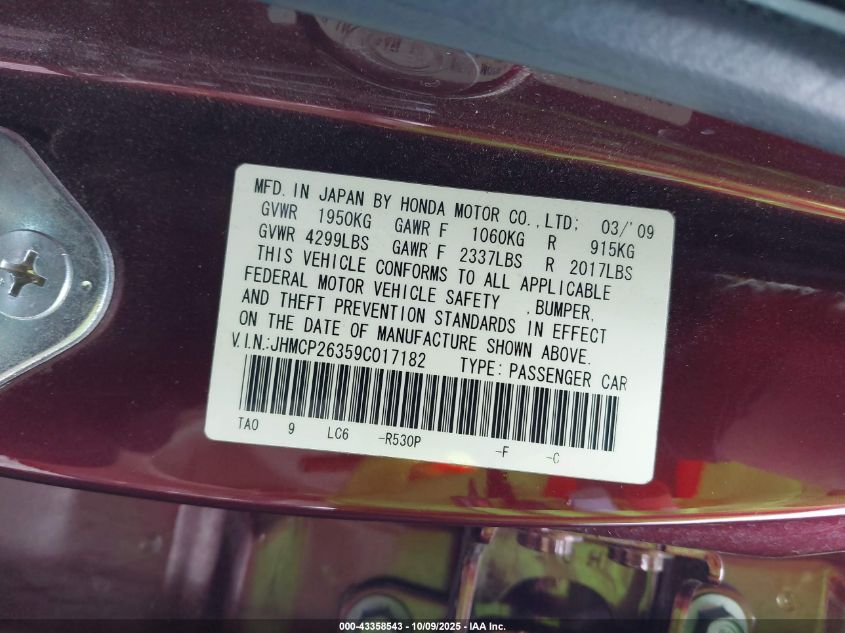 MFD. IN JAPAN BY HONDA MOTOR CO., LTD; 03/'09
GVWR 1950KG GAWR F 1060KG R 915KG
GVWR 4299LBS GAWR F 2337LBS R 2017LBS
THIS VEHICLE CONFORMS TO ALL APPLICABLE
FEDERAL MOTOR VEHICLE SAFETY , BUMPER,
AND THEFT PREVENTION STANDARDS IN EFFECT
ON THE DATE OF MANUFACTURE SHOWN ABOVE.
V.I.N.:JHMCP26359C017182 TYPE: PASSENGER CAR
TA0 9 LC6 -R530P -F -C
000-43358543 - 10/09/2025 - IAA Inc.